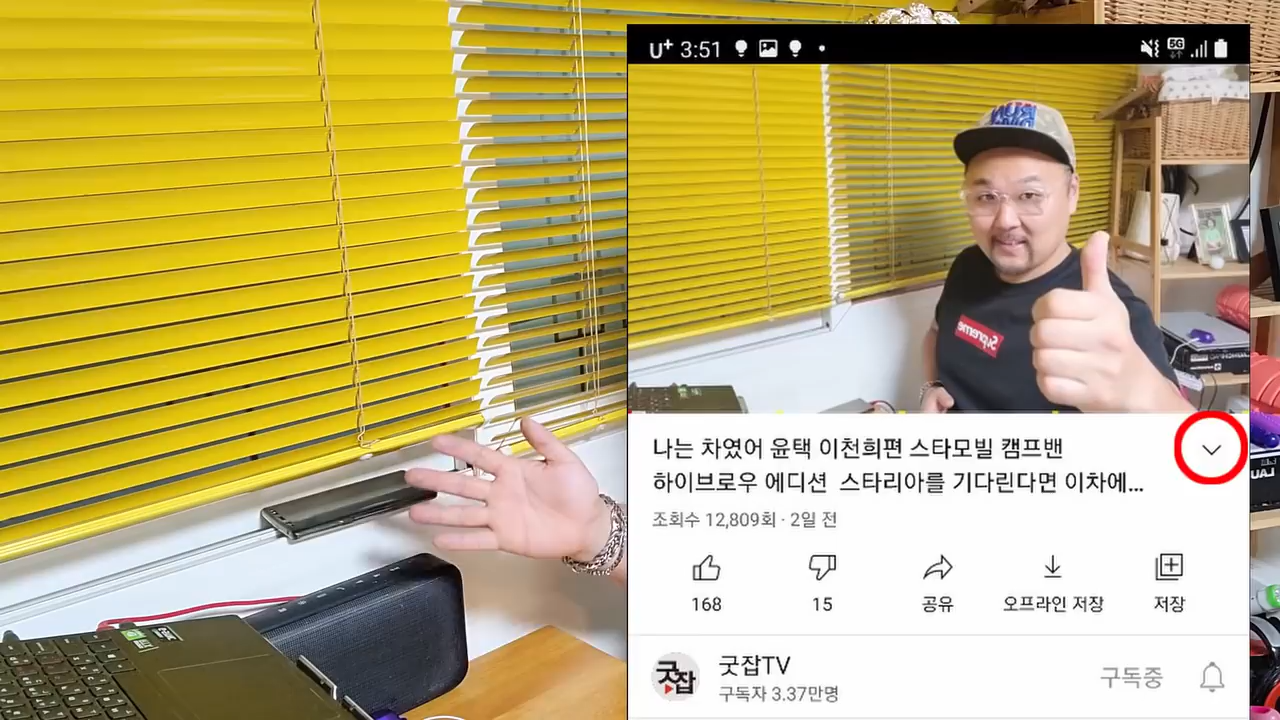 U+ 3:51
5G
Supreme
나는 차였어 윤택 이천희편 스타모빌 캠프밴
하이브로우 에디션 스타리아를 기다린다면 이차에...
조회수 12,809회 · 2일 전
168
15
공유
오프라인 저장
저장
굿잡
굿잡TV
구독자 3.37만명
구독중